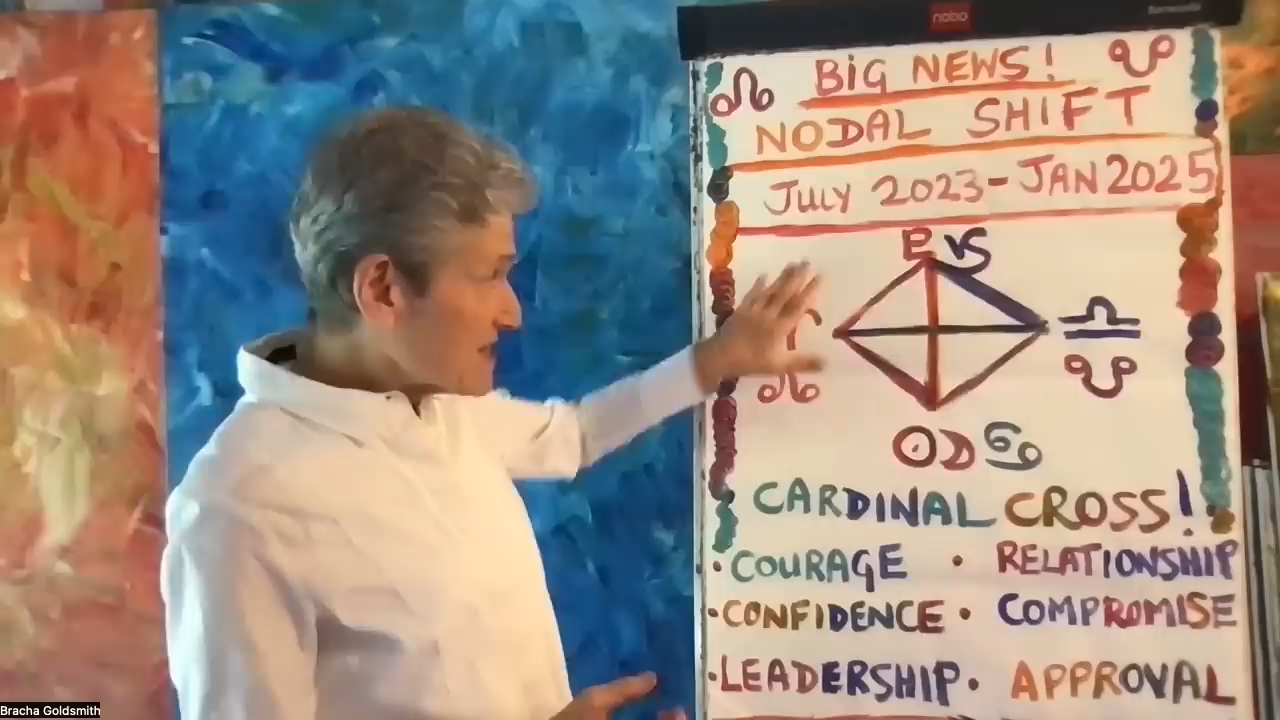 nobo
BIG NEWS!
NODAL SHIFT
JULY 2023-JAN 2025
♇ ♑
♎
☉☽♋
CARDINAL CROSS!
• COURAGE • RELATIONSHIP
• CONFIDENCE • COMPROMISE
• LEADERSHIP • APPROVAL
Bracha Goldsmith